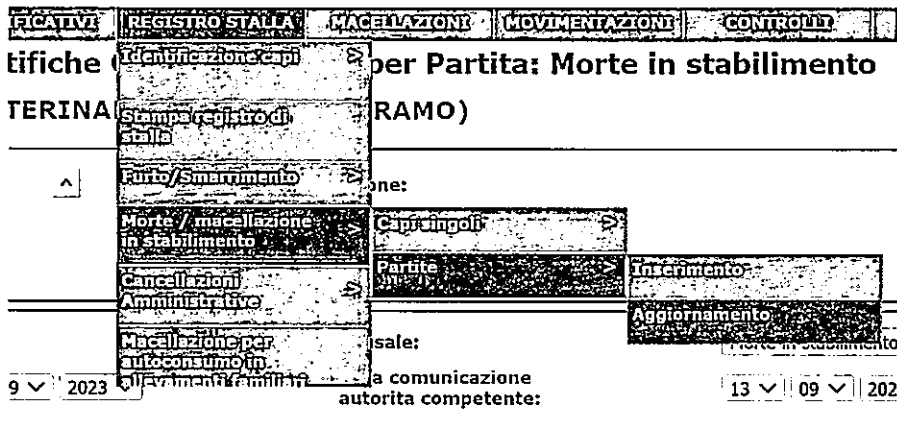 FICATIVI REGISTRO STALLA MACELLAZIONI MOVIMENTAZIONI CONTROLLI
tifiche per Partita: Morte in stabilimento
TERINA RAMO)
Identificazione capi >
Stampa registro di
stalla
Furto/Smarrimento >
one:
Morte / macellazione
in stabilimento >
Capi singoli >
Partite >
Inserimento
Aggiornamento
Cancellazioni
Amministrative >
Macellazione per
autoconsumo in
allevamenti familiari
sale:
Morte in stabilimento
9 2023
a comunicazione
autorita competente:
13 09 202